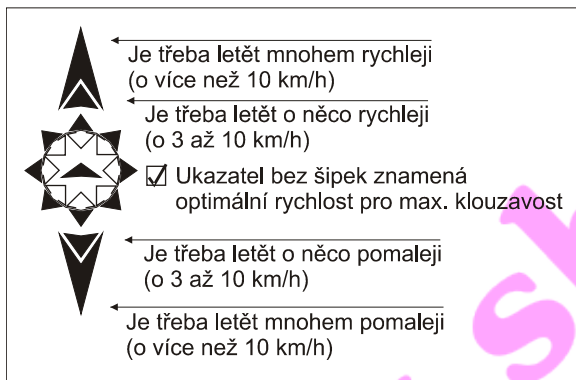 Je třeba letět mnohem rychleji
(o více než 10 km/h)
Je třeba letět o něco rychleji
(o 3 až 10 km/h)
Ukazatel bez šipek znamená
optimální rychlost pro max. klouzavost
Je třeba letět o něco pomaleji
(o 3 až 10 km/h)
Je třeba letět mnohem pomaleji
(o více než 10 km/h)